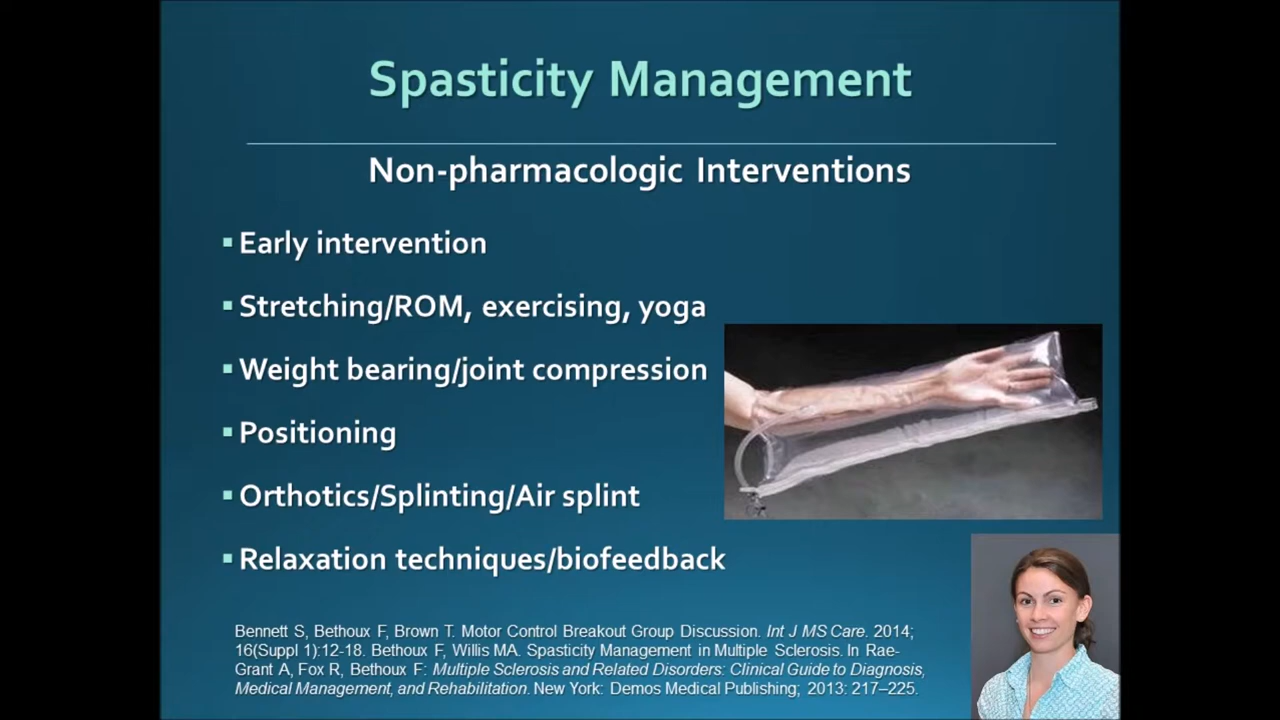 Spasticity Management
Non-pharmacologic Interventions
▪ Early intervention
▪ Stretching/ROM, exercising, yoga
▪ Weight bearing/joint compression
▪ Positioning
▪ Orthotics/Splinting/Air splint
▪ Relaxation techniques/biofeedback
Bennett S, Bethoux F, Brown T. Motor Control Breakout Group Discussion. Int J MS Care. 2014;
16(Suppl 1):12-18. Bethoux F, Willis MA. Spasticity Management in Multiple Sclerosis. In Rae-
Grant A, Fox R, Bethoux F: Multiple Sclerosis and Related Disorders: Clinical Guide to Diagnosis,
Medical Management, and Rehabilitation. New York: Demos Medical Publishing; 2013: 217–225.